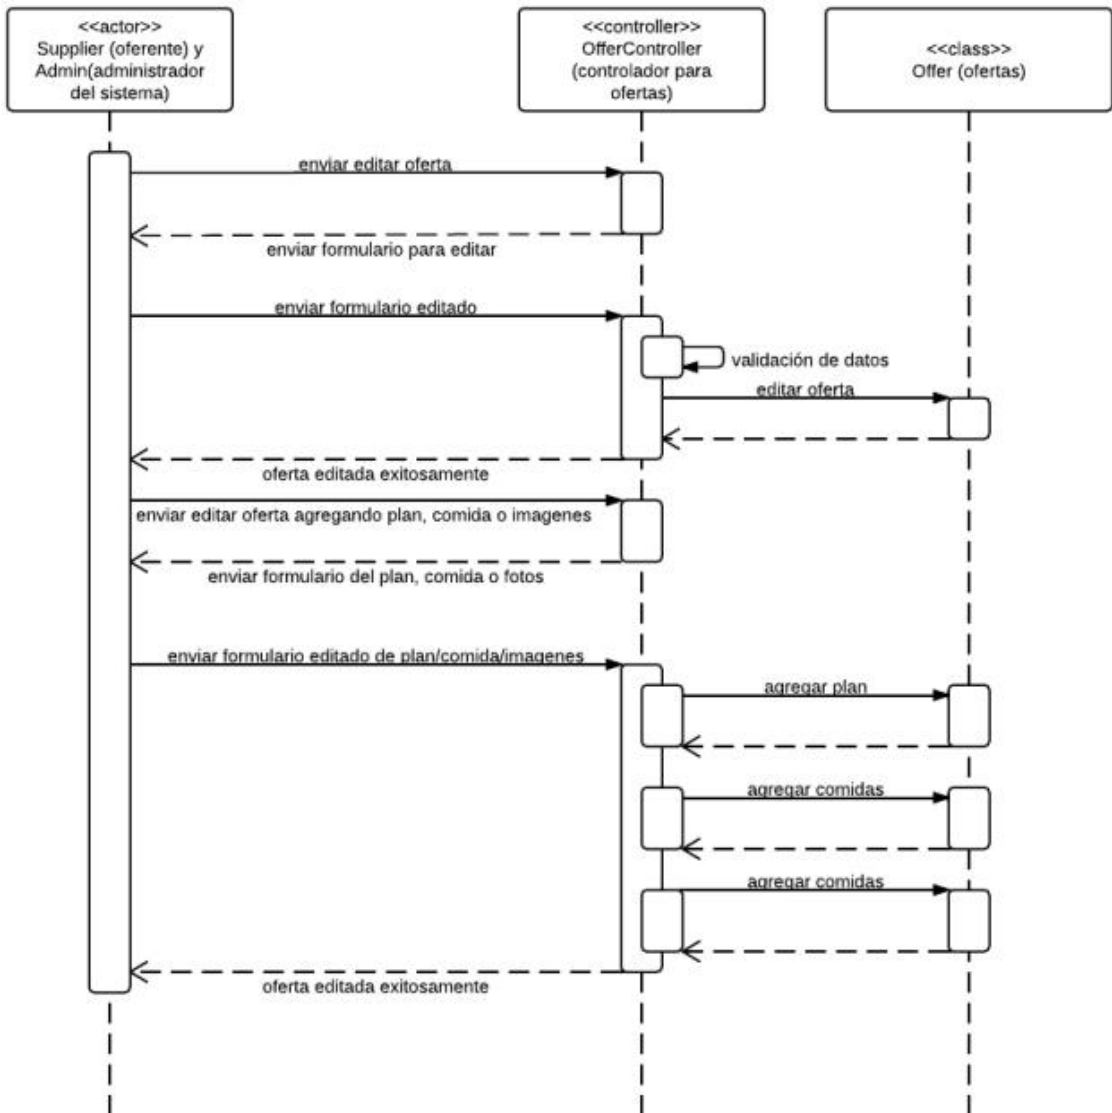 <<actor>>
Supplier (oferente) y
Admin(administrador
del sistema)
<<controller>>
OfferController
(controlador para
ofertas)
<<class>>
Offer (ofertas)
enviar editar oferta
enviar formulario para editar
enviar formulario editado
validación de datos
editar oferta
oferta editada exitosamente
enviar editar oferta agregando plan, comida o imagenes
enviar formulario del plan, comida o fotos
enviar formulario editado de plan/comida/imagenes
agregar plan
agregar comidas
agregar comidas
oferta editada exitosamente